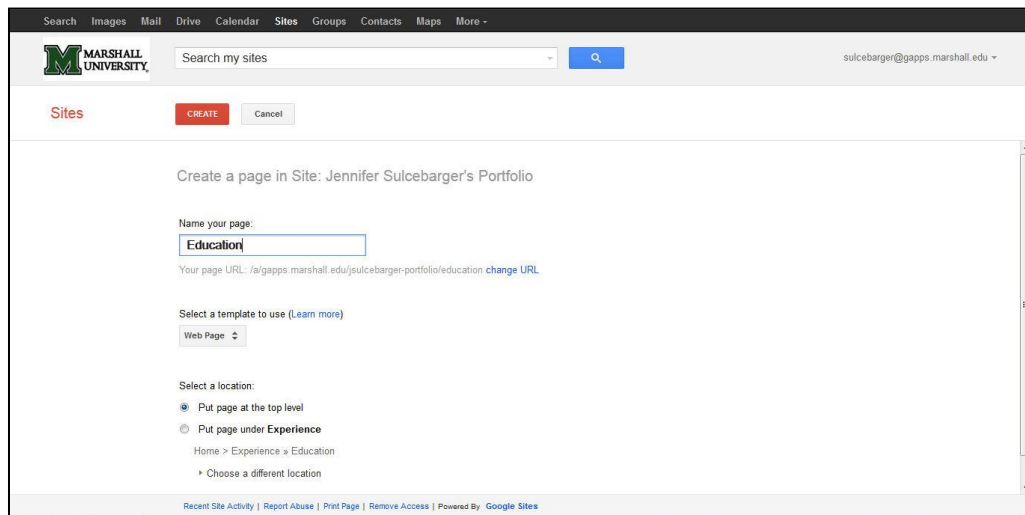 Search Images Mail Drive Calendar Sites Groups Contacts Maps More
MARSHALL
UNIVERSITY.
Search my sites
sulcebarger@gapps.marshall.edu
Sites
CREATE
Cancel
Create a page in Site: Jennifer Sulcebarger's Portfolio
Name your page:
Education
Your page URL: /a/gapps.marshall.edu/jsulcebarger-portfolio/education change URL
Select a template to use (Learn more)
Web Page
Select a location:
Put page at the top level
Put page under Experience
Home > Experience » Education
Choose a different location
Recent Site Activity | Report Abuse | Print Page | Remove Access | Powered By Google Sites